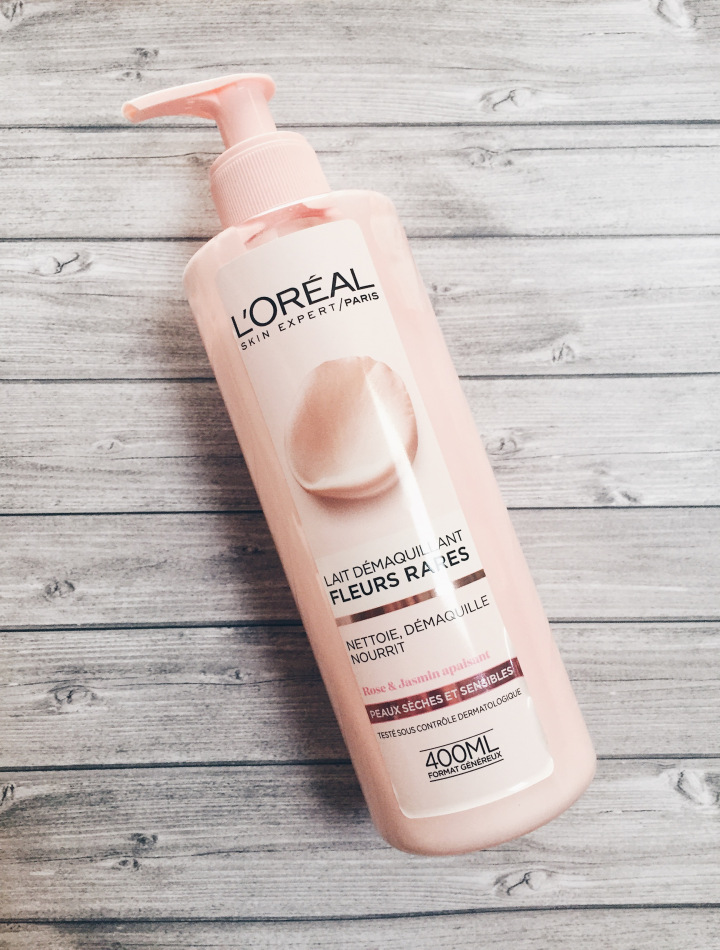 L'ORÉAL
SKIN EXPERT/PARIS
LAIT DÉMAQUILLANT
FLEURS RARES
NETTOIE, DÉMAQUILLE
NOURRIT
Rose & Jasmin apaisant
PEAUX SÈCHES ET SENSIBLES
TESTÉ SOUS CONTRÔLE DERMATOLOGIQUE
400ML
FORMAT GÉNÉREUX